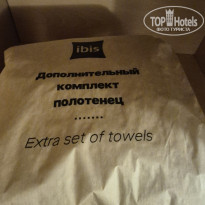 TOP HOTELS
ФОТО ТУРИСТА
ibis
Дополнительный
комплект
полотенец
.......
Extra set of towels